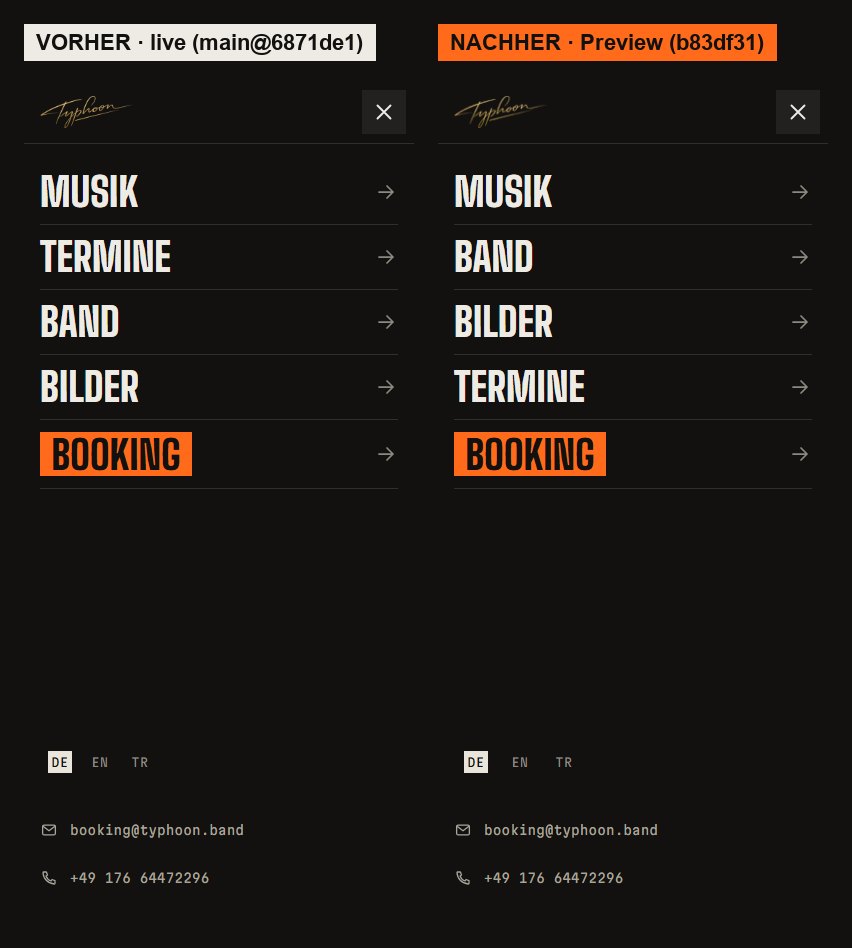 VORHER · live (main@6871de1)
Typhoon
MUSIK
TERMINE
BAND
BILDER
BOOKING
DE EN TR
booking@typhoon.band
+49 176 64472296
NACHHER · Preview (b83df31)
Typhoon
MUSIK
BAND
BILDER
TERMINE
BOOKING
DE EN TR
booking@typhoon.band
+49 176 64472296